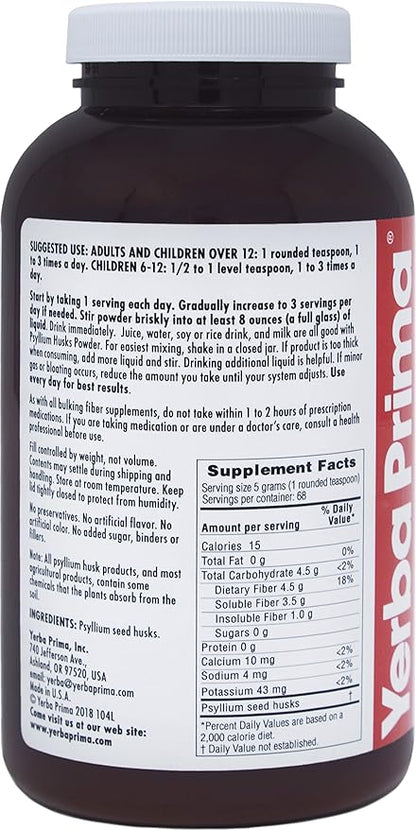 SUGGESTED USE: ADULTS AND CHILDREN OVER 12: 1 rounded teaspoon, 1
to 3 times a day. CHILDREN 6-12: 1/2 to 1 level teaspoon, 1 to 3 times a
day.
Start by taking 1 serving each day. Gradually increase to 3 servings per
day if needed. Stir powder briskly into at least 8 ounces (a full glass) of
liquid. Drink immediately. Juice, water, soy or rice drink, and milk are all good with
Psyllium Husks Powder. For easiest mixing, shake in a closed jar. If product is too thick
when consuming, add more liquid and stir. Drinking additional liquid is helpful. If minor
gas or bloating occurs, reduce the amount you take until your system adjusts. Use
every day for best results.
As with all bulking fiber supplements, do not take within 1 to 2 hours of prescription
medications. If you are taking medication or are under a doctor's care, consult a health
professional before use.
Fill controlled by weight, not volume.
Contents may settle during shipping and
handling. Store at room temperature. Keep
lid tightly closed to protect from humidity.
No preservatives. No artificial flavor. No
artificial color. No added sugar, binders or
fillers.
Note: All psyllium husk products, and most
agricultural products, contain some
chemicals that the plants absorb from the
soil.
INGREDIENTS: Psyllium seed husks.
Yerba Prima, Inc.
740 Jefferson Ave.,
Ashland, OR 97520, USA
email: yerba@yerbaprima.com
Made in U.S.A.
© Yerba Prima 2018 104L
Come visit us at our web site:
www.yerbaprima.com
Supplement Facts
Serving size 5 grams (1 rounded teaspoon)
Servings per container: 68
Amount per serving % Daily Value*
Calories 15
Total Fat 0 g 0%
Total Carbohydrate 4.5 g <2%
Dietary Fiber 4.5 g 18%
Soluble Fiber 3.5 g
Insoluble Fiber 1.0 g
Sugars 0 g
Protein 0 g
Calcium 10 mg <2%
Sodium 4 mg <2%
Potassium 43 mg <2%
Psyllium seed husks †
*Percent Daily Values are based on a
2,000 calorie diet.
† Daily Value not established.
Yerba Prima®